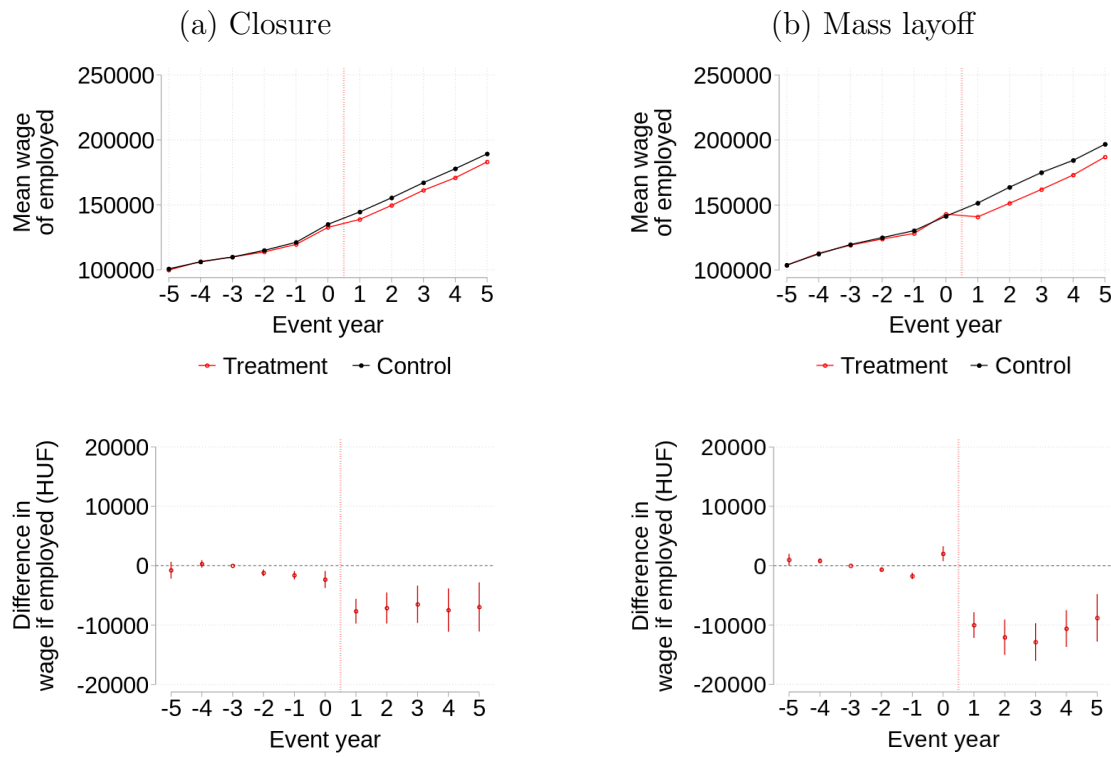 (a) Closure
250000
200000
150000
100000
Mean wage
of employed
-5 -4 -3 -2 -1 0 1 2 3 4 5
Event year
Treatment Control
(b) Mass layoff
250000
200000
150000
100000
Mean wage
of employed
-5 -4 -3 -2 -1 0 1 2 3 4 5
Event year
Treatment Control
20000
10000
0
-10000
-20000
Difference in
wage if employed (HUF)
-5 -4 -3 -2 -1 0 1 2 3 4 5
Event year
20000
10000
0
-10000
-20000
Difference in
wage if employed (HUF)
-5 -4 -3 -2 -1 0 1 2 3 4 5
Event year